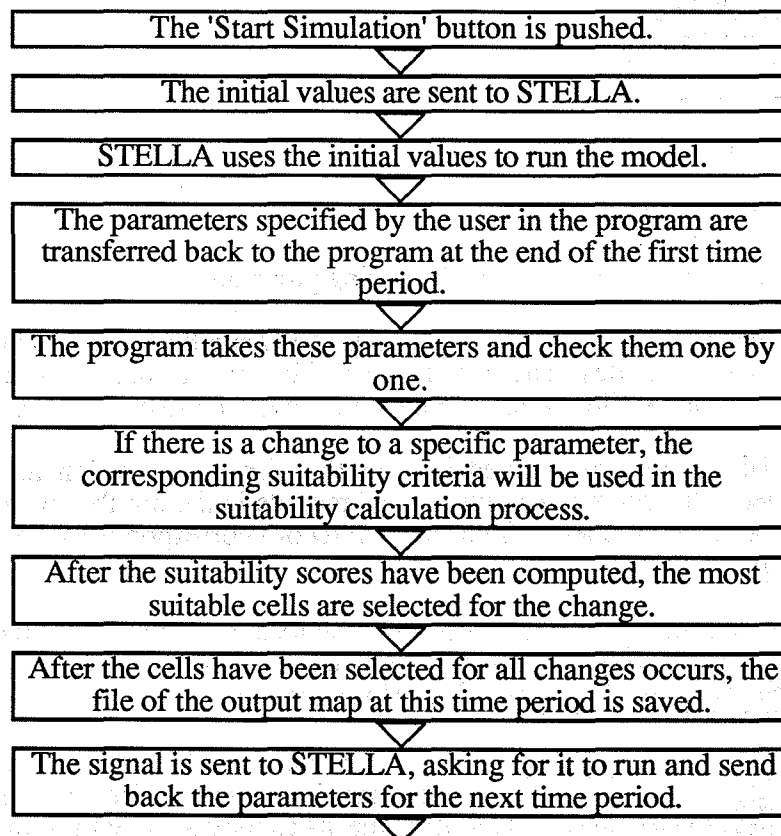 The 'Start Simulation' button is pushed.
The initial values are sent to STELLA.
STELLA uses the initial values to run the model.
The parameters specified by the user in the program are
transferred back to the program at the end of the first time
period.
The program takes these parameters and check them one by
one.
If there is a change to a specific parameter, the
corresponding suitability criteria will be used in the
suitability calculation process.
After the suitability scores have been computed, the most
suitable cells are selected for the change.
After the cells have been selected for all changes occurs, the
file of the output map at this time period is saved.
The signal is sent to STELLA, asking for it to run and send
back the parameters for the next time period.